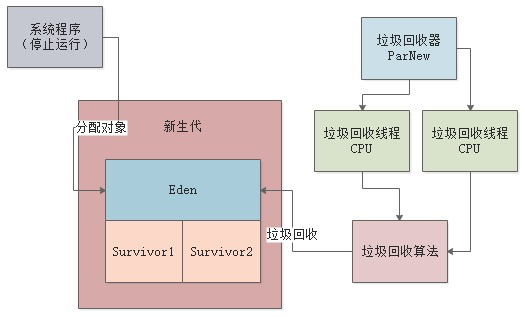 系统程序
（停止运行）
垃圾回收器
ParNew
分配对象
新生代
垃圾回收线程
CPU
垃圾回收线程
CPU
Eden
Survivor1
Survivor2
垃圾回收
垃圾回收算法